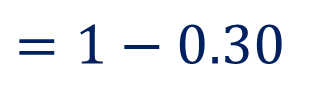 = 1 − 0.30